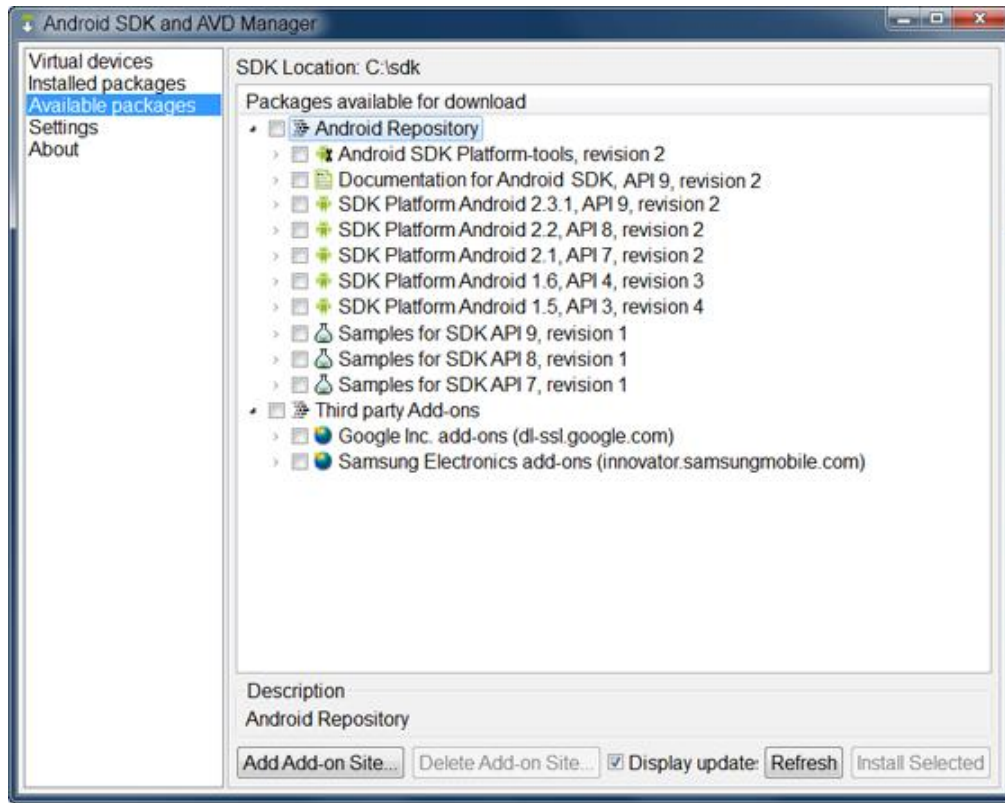 Android SDK and AVD Manager
Virtual devices
Installed packages
Available packages
Settings
About
SDK Location: C:\sdk
Packages available for download
Android Repository
Android SDK Platform-tools, revision 2
Documentation for Android SDK, API 9, revision 2
SDK Platform Android 2.3.1, API 9, revision 2
SDK Platform Android 2.2, API 8, revision 2
SDK Platform Android 2.1, API 7, revision 2
SDK Platform Android 1.6, API 4, revision 3
SDK Platform Android 1.5, API 3, revision 4
Samples for SDK API 9, revision 1
Samples for SDK API 8, revision 1
Samples for SDK API 7, revision 1
Third party Add-ons
Google Inc. add-ons (dl-ssl.google.com)
Samsung Electronics add-ons (innovator.samsungmobile.com)
Description
Android Repository
Add Add-on Site... Delete Add-on Site... Display update: Refresh Install Selected